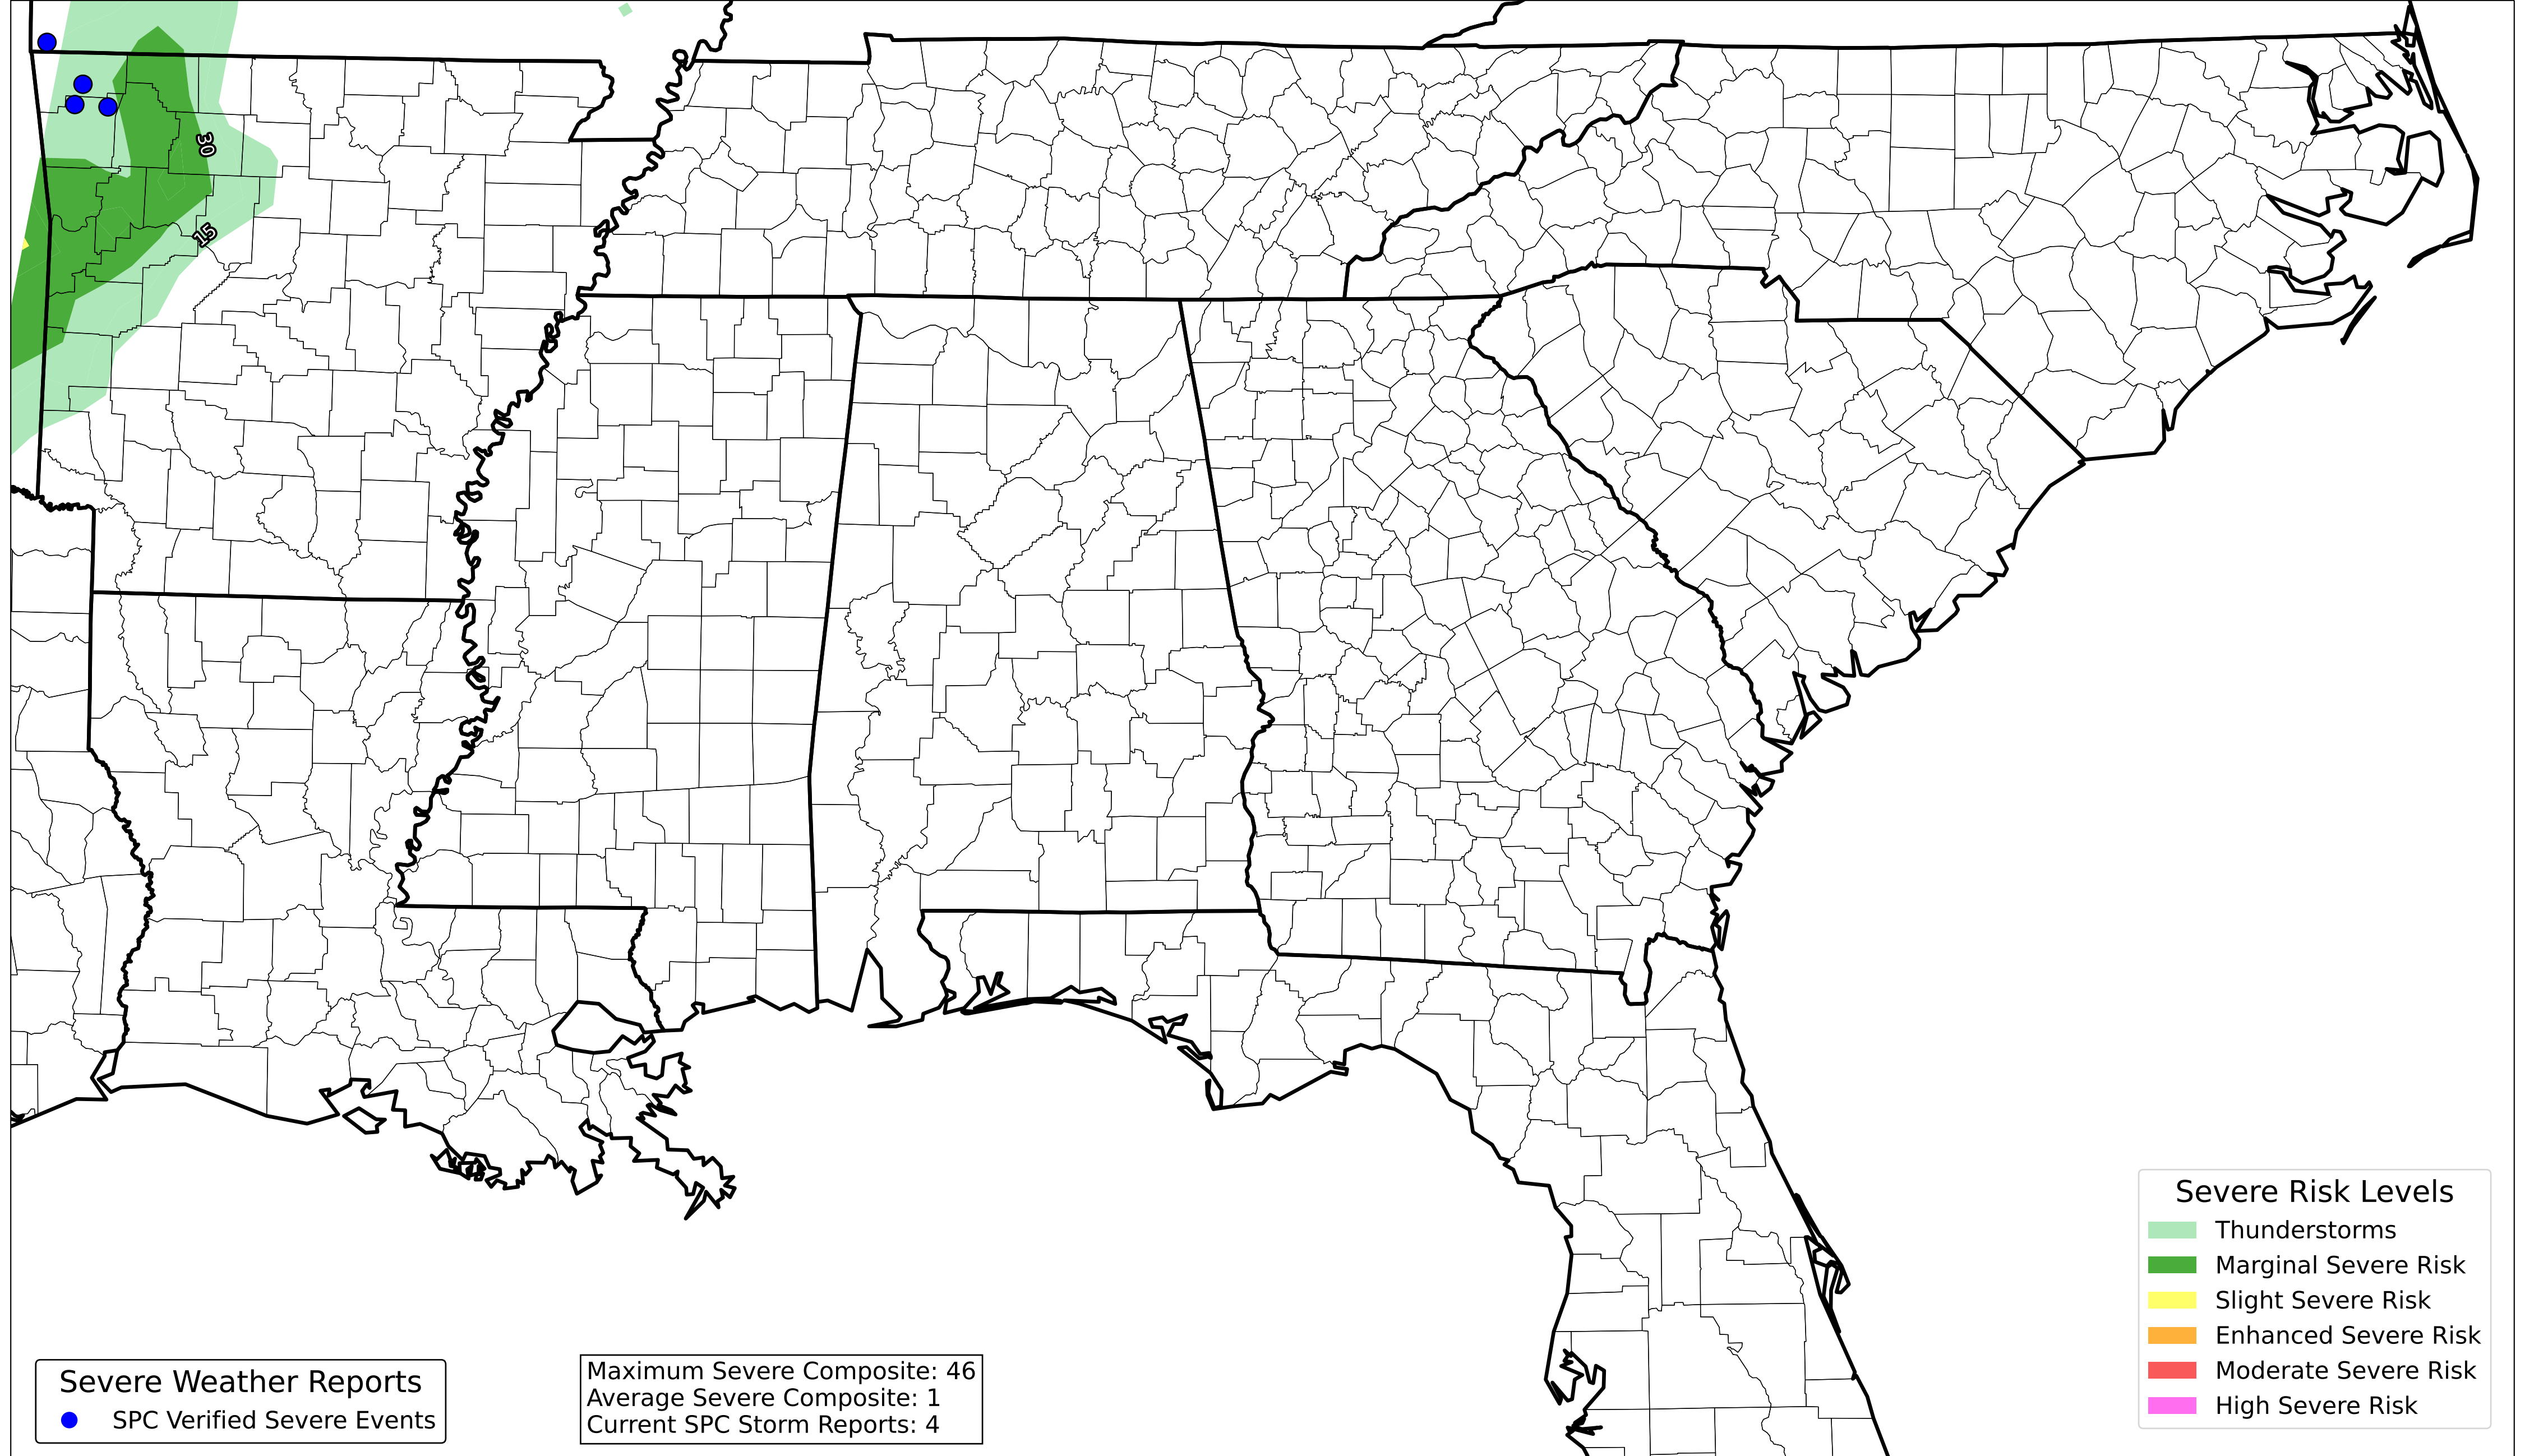 30
15
Severe Risk Levels
Thunderstorms
Marginal Severe Risk
Slight Severe Risk
Enhanced Severe Risk
Moderate Severe Risk
High Severe Risk
Severe Weather Reports
SPC Verified Severe Events
Maximum Severe Composite: 46
Average Severe Composite: 1
Current SPC Storm Reports: 4